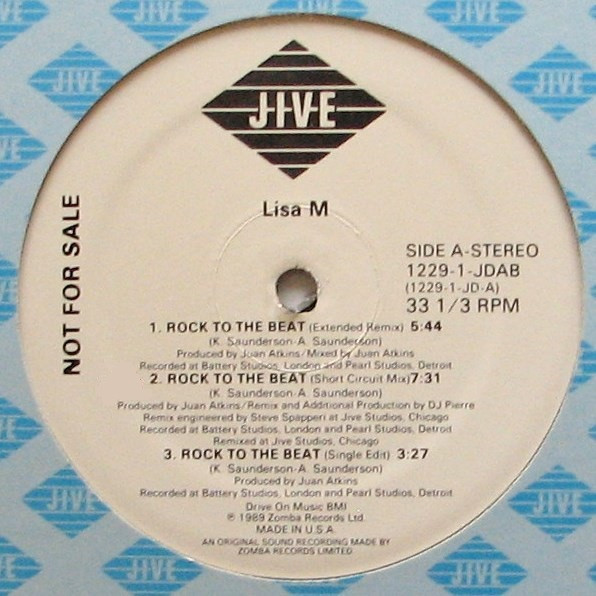 JIVE
Lisa M
NOT FOR SALE
SIDE A-STEREO
1229-1-JDAB
(1229-1-JD-A)
33 1/3 RPM
1. ROCK TO THE BEAT (Extended Remix) 5:44
(K. Saunderson-A. Saunderson)
Produced by Juan Atkins/Mixed by Juan Atkins
Recorded at Battery Studios, London and Pearl Studios, Detroit
2. ROCK TO THE BEAT (Short Circuit Mix) 7:31
(K. Saunderson-A. Saunderson)
Produced by Juan Atkins/Remix and Additional Production by DJ Pierre
Remix engineered by Steve Spapperi at Jive Studios, Chicago
Recorded at Battery Studios, London and Pearl Studios, Detroit
Remixed at Jive Studios, Chicago
3. ROCK TO THE BEAT (Single Edit) 3:27
(K. Saunderson-A. Saunderson)
Produced by Juan Atkins
Recorded at Battery Studios, London and Pearl Studios, Detroit
Drive On Music BMI
℗ 1989 Zomba Records Ltd.
MADE IN U.S.A.
AN ORIGINAL SOUND RECORDING MADE BY
ZOMBA RECORDS LIMITED
JIVE
JIVE
JIVE
JIVE
JIVE
JIVE